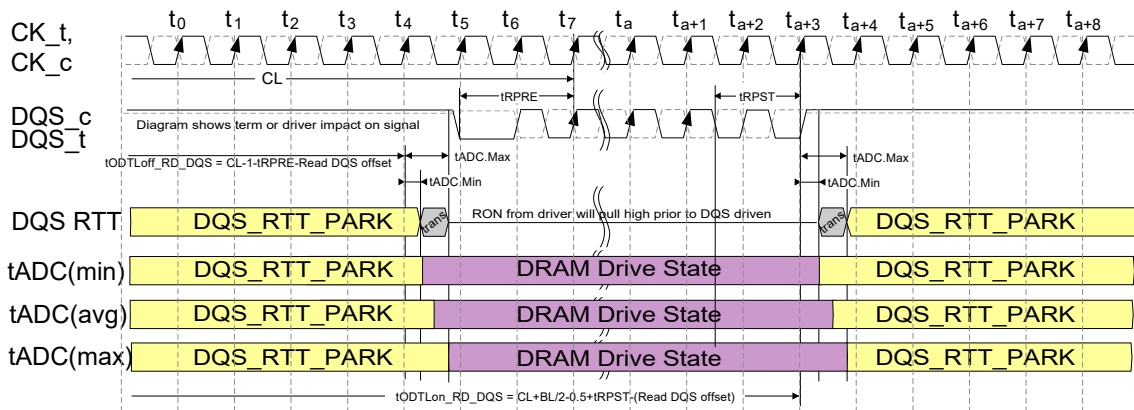 t0 t1 t2 t3 t4 t5 t6 t7 ta ta+1 ta+2 ta+3 ta+4 ta+5 ta+6 ta+7 ta+8
CK_t,
CK_c
CL
tRPRE
tRPST
DQS_c
DQS_t
Diagram shows term or driver impact on signal
tODTLoff_RD_DQS = CL-1-tRPRE-Read DQS offset
tADC.Max
tADC.Max
tADC.Min
tADC.Min
DQS RTT
DQS_RTT_PARK
trans
RON from driver will pull high prior to DQS driven
trans
DQS_RTT_PARK
tADC(min)
DQS_RTT_PARK
DRAM Drive State
DQS_RTT_PARK
tADC(avg)
DQS_RTT_PARK
DRAM Drive State
DQS_RTT_PARK
tADC(max)
DQS_RTT_PARK
DRAM Drive State
DQS_RTT_PARK
tODTLon_RD_DQS = CL+BL/2-0.5+tRPST-(Read DQS offset)